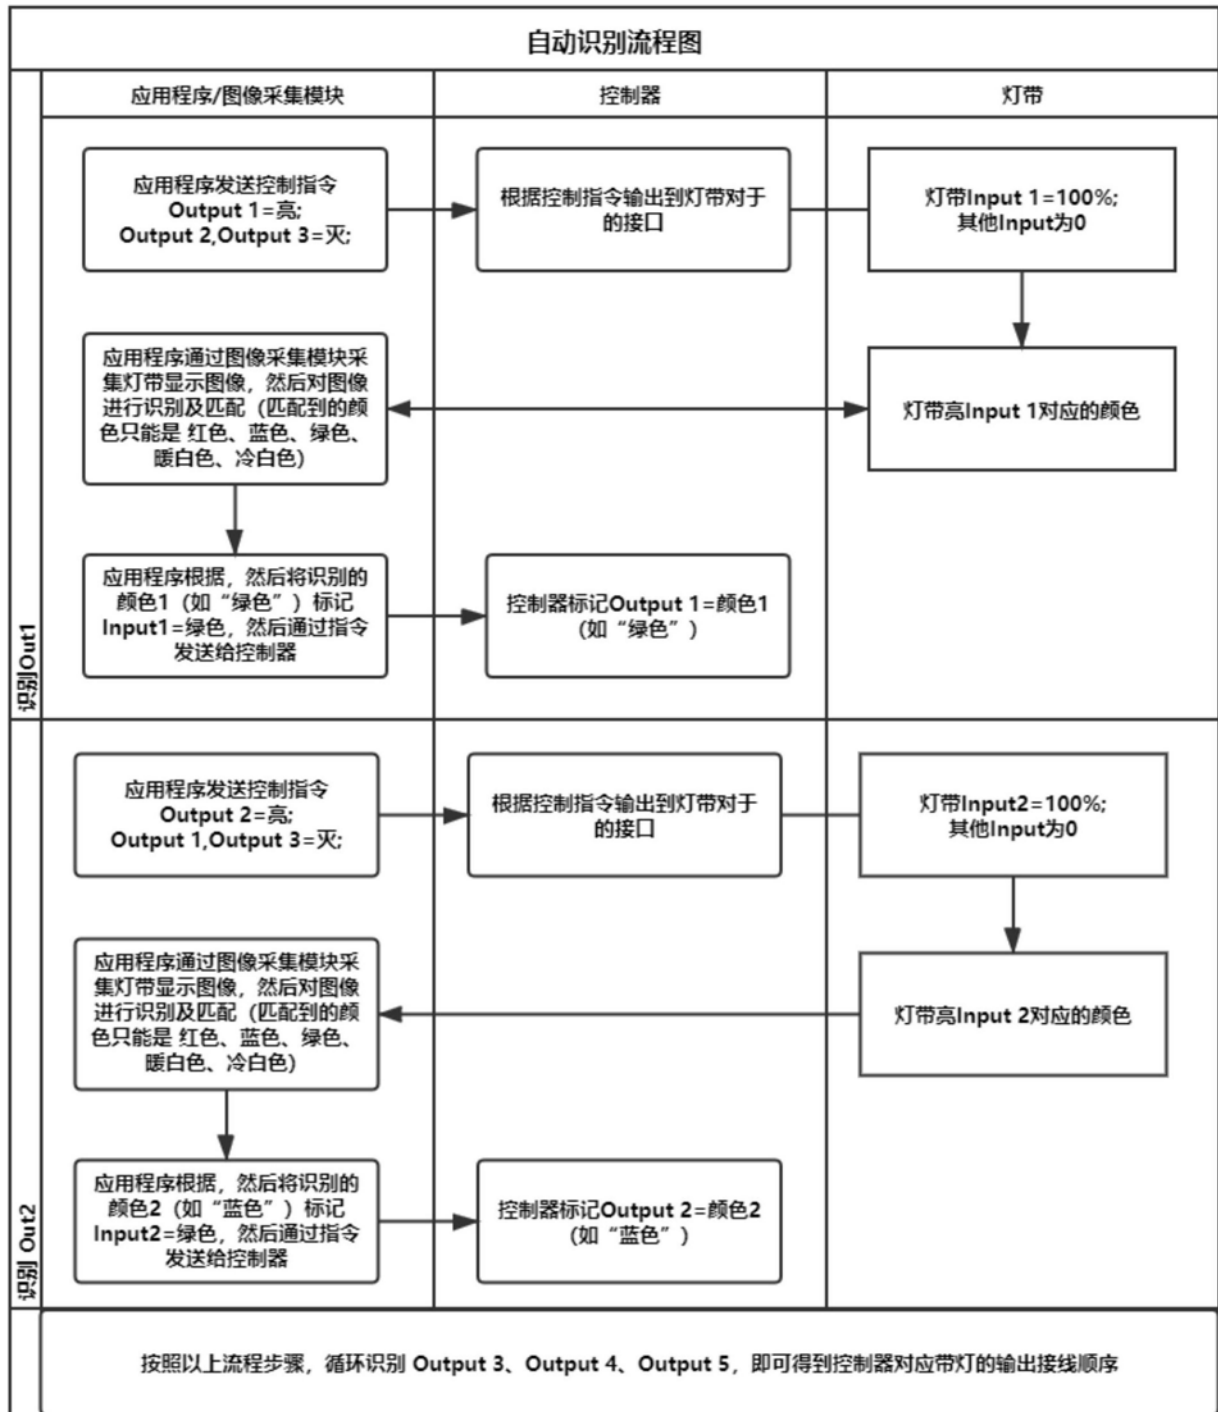 自动识别流程图
应用程序/图像采集模块
控制器
灯带
识别Out1
应用程序发送控制指令
Output 1=亮;
Output 2,Output 3=灭;
根据控制指令输出到灯带对于
的接口
灯带Input 1=100%;
其他Input为0
应用程序通过图像采集模块采
集灯带显示图像，然后对图像
进行识别及匹配（匹配到的颜
色只能是 红色、蓝色、绿色、
暖白色、冷白色）
灯带亮Input 1对应的颜色
应用程序根据，然后将识别的
颜色1（如“绿色”）标记
Input1=绿色，然后通过指令
发送给控制器
控制器标记Output 1=颜色1
（如“绿色”）
识别 Out2
应用程序发送控制指令
Output 2=亮;
Output 1,Output 3=灭;
根据控制指令输出到灯带对于
的接口
灯带Input2=100%;
其他Input为0
应用程序通过图像采集模块采
集灯带显示图像，然后对图像
进行识别及匹配（匹配到的颜
色只能是 红色、蓝色、绿色、
暖白色、冷白色）
灯带亮Input 2对应的颜色
应用程序根据，然后将识别的
颜色2（如“蓝色”）标记
Input2=绿色，然后通过指令
发送给控制器
控制器标记Output 2=颜色2
（如“蓝色”）
按照以上流程步骤，循环识别 Output 3、Output 4、Output 5，即可得到控制器对应带灯的输出接线顺序